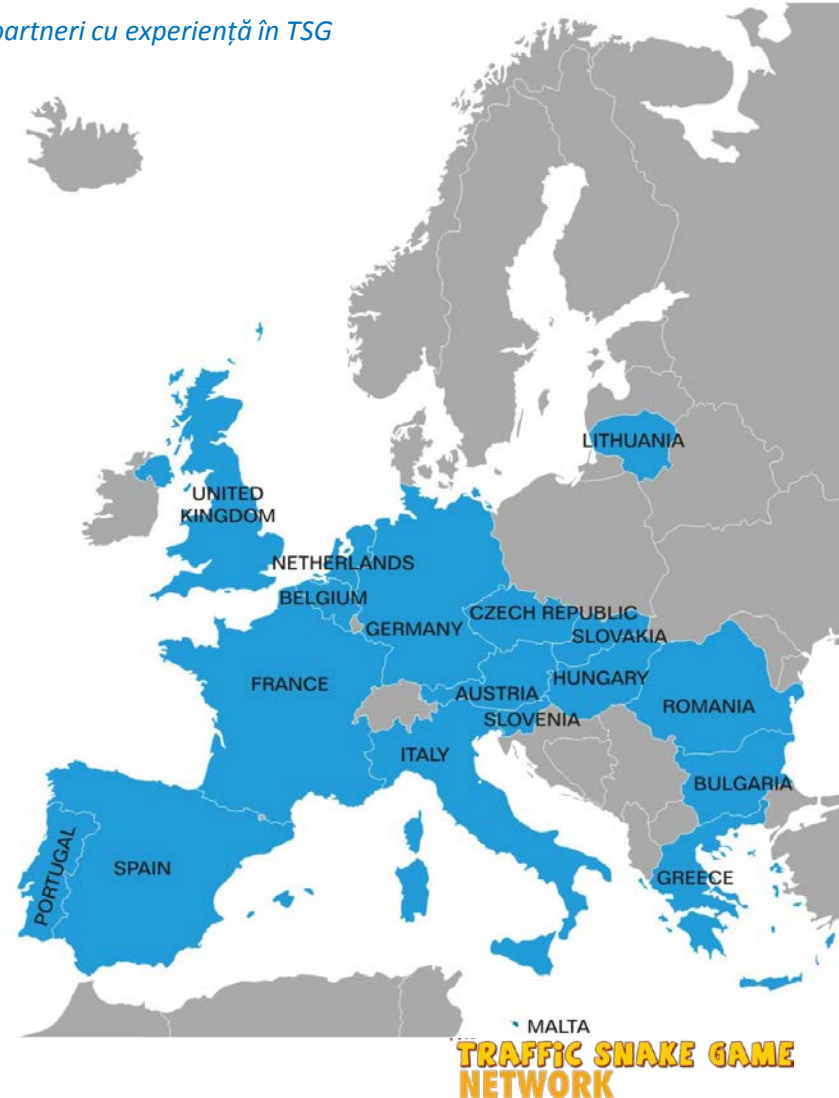 partneri cu experiență în TSG
LITHUANIA
UNITED
KINGDOM
NETHERLANDS
BELGIUM
CZECH REPUBLIC
GERMANY
SLOVAKIA
FRANCE
HUNGARY
AUSTRIA
ROMANIA
SLOVENIA
ITALY
BULGARIA
PORTUGAL
SPAIN
GREECE
MALTA
TRAFFiC SNAKE GAME
NETWORK